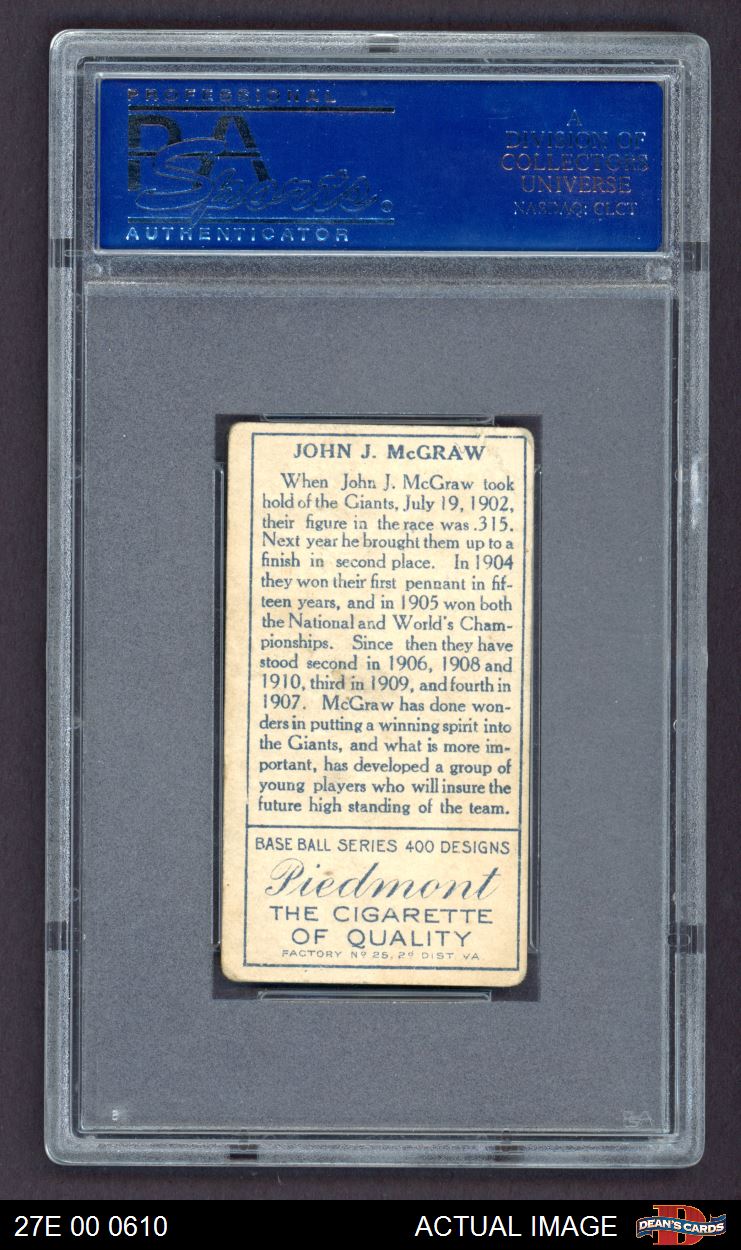 PROFESSIONAL
PSA
Sports
AUTHENTICATOR
A
DIVISION OF
COLLECTORS
UNIVERSE
NASDAQ: CLCT
JOHN J. McGRAW
When John J. McGraw took
hold of the Giants, July 19, 1902,
their figure in the race was .315.
Next year he brought them up to a
finish in second place. In 1904
they won their first pennant in fif-
teen years, and in 1905 won both
the National and World's Cham-
pionships. Since then they have
stood second in 1906, 1908 and
1910, third in 1909, and fourth in
1907. McGraw has done won-
ders in putting a winning spirit into
the Giants, and what is more im-
portant, has developed a group of
young players who will insure the
future high standing of the team.
BASE BALL SERIES 400 DESIGNS
Piedmont
THE CIGARETTE
OF QUALITY
FACTORY Nº 25, 2ᵈ DIST. VA.
PSA
27E 00 0610 ACTUAL IMAGE DEAN'S CARDS